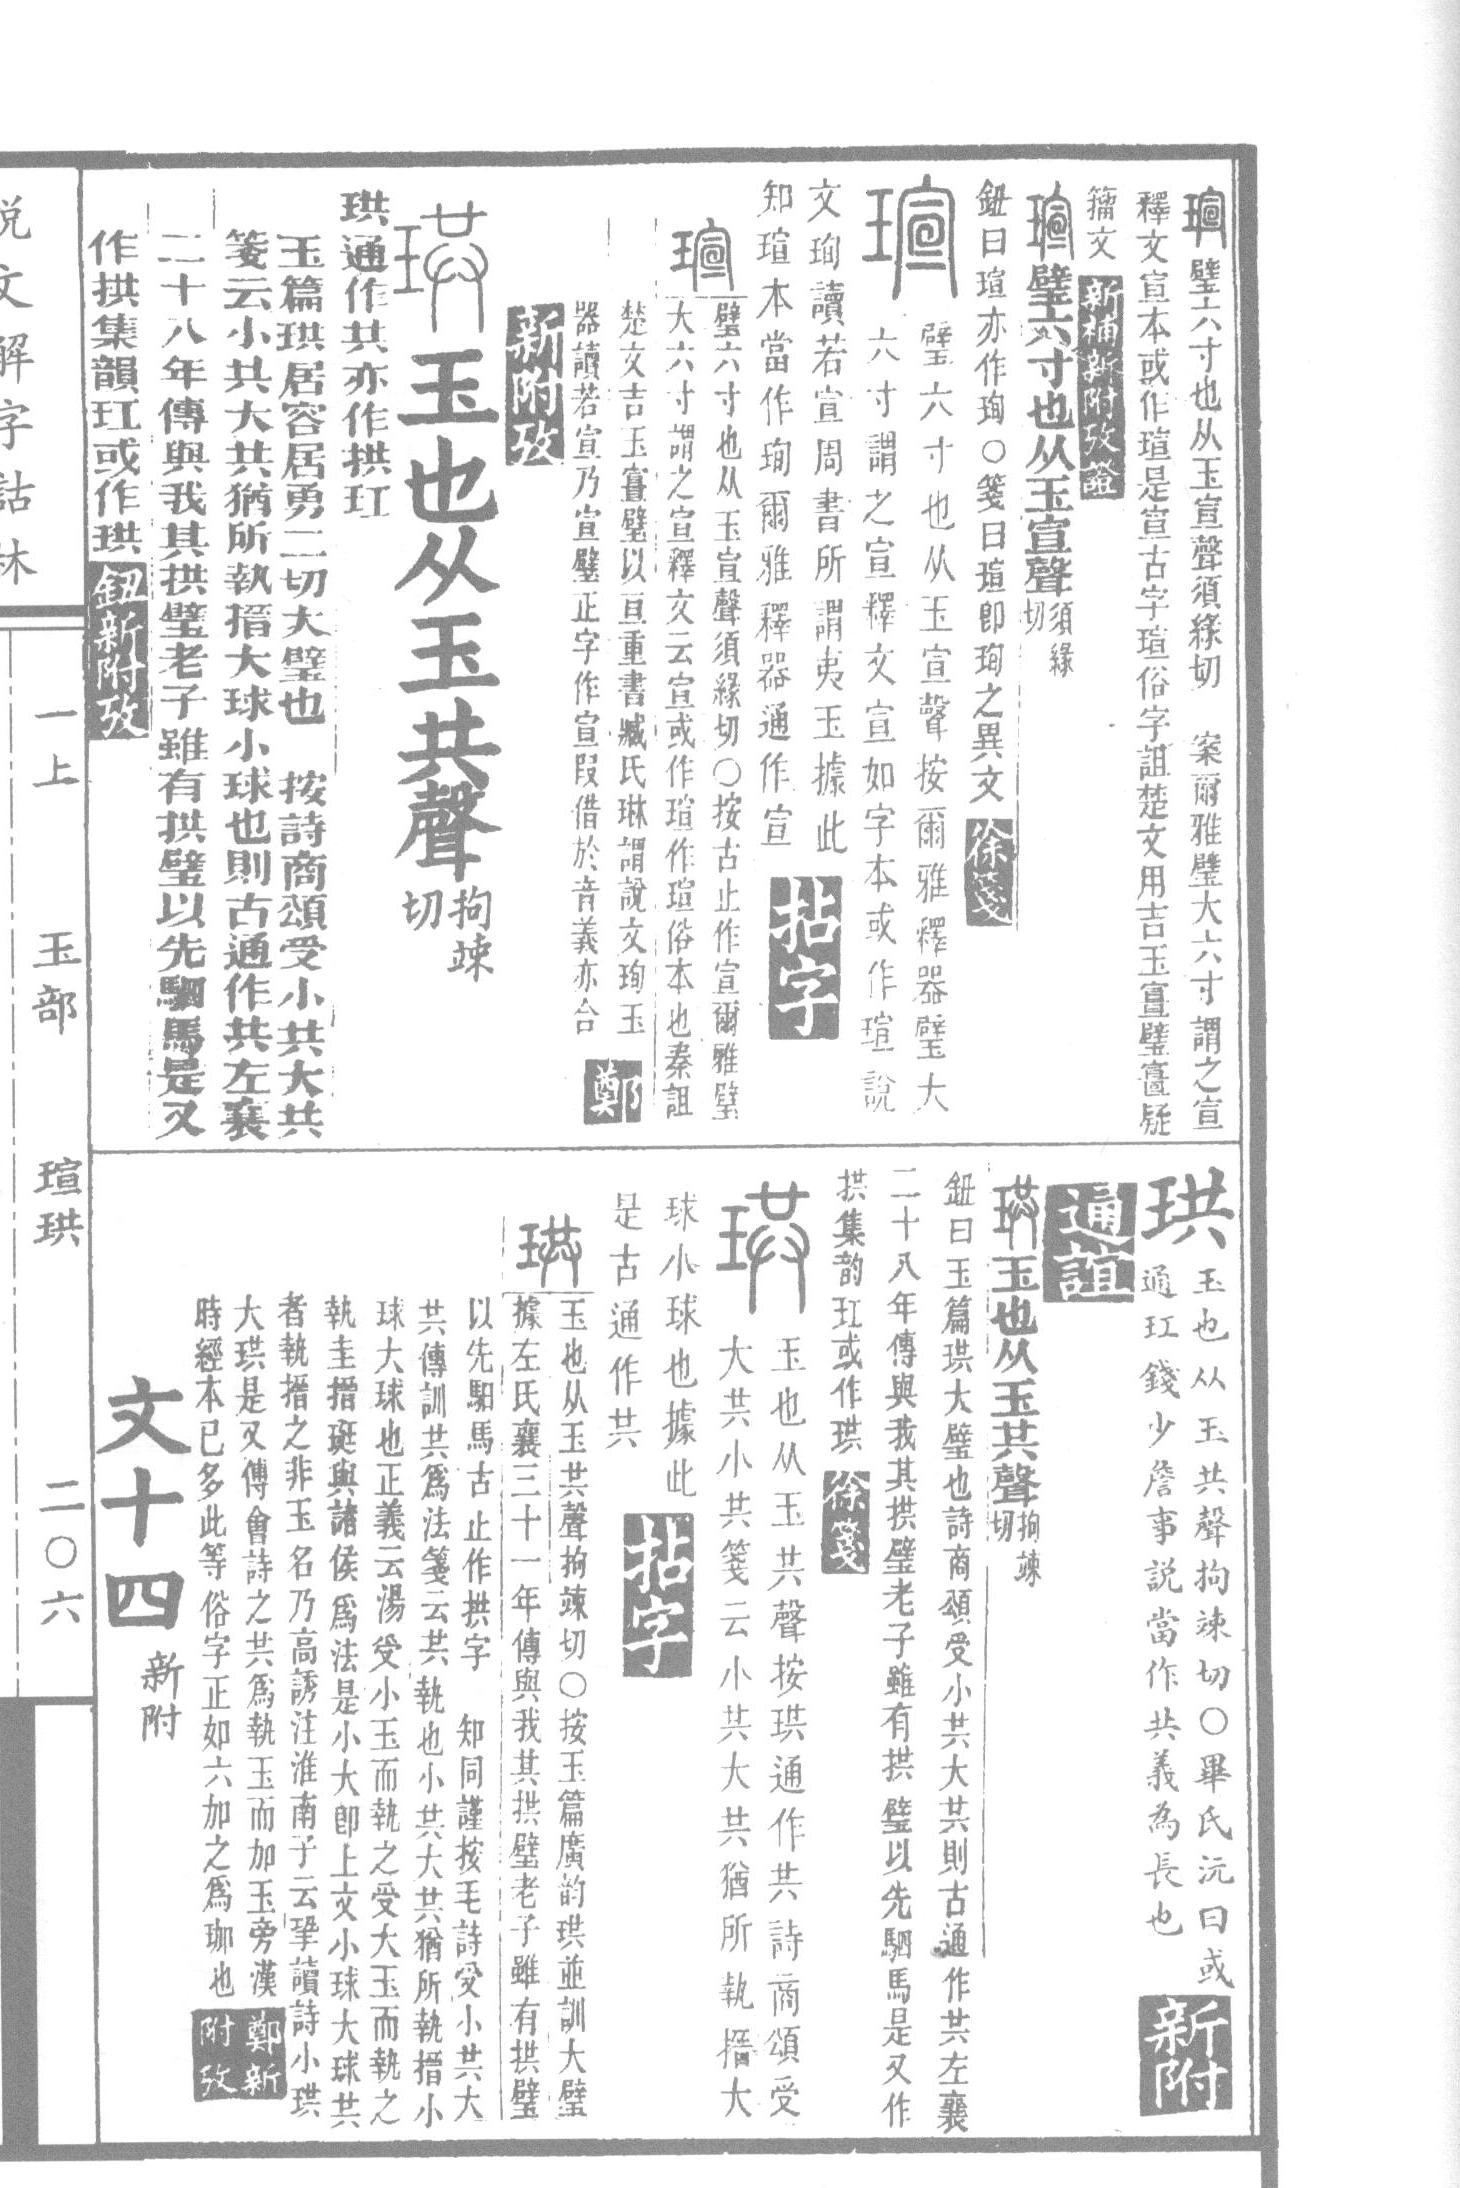 瑄璧六寸也从玉宣聲須緣切　案爾雅璧大六寸謂之宣
釋文宣本或作瑄是宣古字瑄俗字詛楚文用吉玉璧疑
籀文
瑄璧六寸也从玉宣聲須緣切
鈕曰瑄亦作珣○箋曰瑄即珣之異文徐箋
瑄璧六寸也从玉宣聲按爾雅釋器璧大
六寸謂之宣釋文宣如字本或作瑄說
文珣讀若宣周書所謂夷玉據此
知瑄本當作珣爾雅釋器通作宣拈字
瑄璧六寸也从玉宣聲須緣切○按古止作宣爾雅璧
大六寸謂之宣釋文云宣或作瑄作瑄俗本也秦詛
楚文吉玉璧以亘重書臧氏琳謂說文珣玉
器讀若宣乃宣璧正字作宣叚借於音義亦合鄭
新附攷
珙玉也从玉共聲拘竦切
珙通作共亦作拱玒
玉篇珙居容居勇二切大璧也　按詩商頌受小共大共
箋云小共大共猶所執搢大球小球也則古通作共左襄
二十八年傳與我其拱璧老子雖有拱璧以先駟馬是又
作拱集韻玒或作珙鈕新附攷
珙玉也从玉共聲拘竦切○畢氏沅曰或
通玒錢少詹事說當作共義為長也新附
通誼
珙玉也从玉共聲拘竦切
鈕曰玉篇珙大璧也詩商頌受小共大共則古通作共左襄
二十八年傳與我其拱璧老子雖有拱璧以先駟馬是又作
拱集韵玒或作珙徐箋
珙玉也从玉共聲按珙通作共詩商頌受
大共小共箋云小共大共猶所執搢大
球小球也據此
是古通作共拈字
珙玉也从玉共聲拘竦切○按玉篇廣韵珙並訓大璧
據左氏襄三十一年傳與我其拱璧老子雖有拱璧
以先駟馬古止作拱字　知同謹按毛詩受小共大
共傳訓共爲法箋云共執也小共大共猶所執搢小
球大球也正義云湯受小玉而執之受大玉而執之
執圭搢珽與諸侯爲法是小大即上文小球大球共
者執搢之非玉名乃高誘注淮南子云鞏讀詩小珙
大珙是又傳會詩之共爲執玉而加玉旁漢
時經本已多此等俗字正如六加之爲珈也鄭新附攷
文十四新附
說文解字詁林
一上　玉部　瑄珙　二〇六